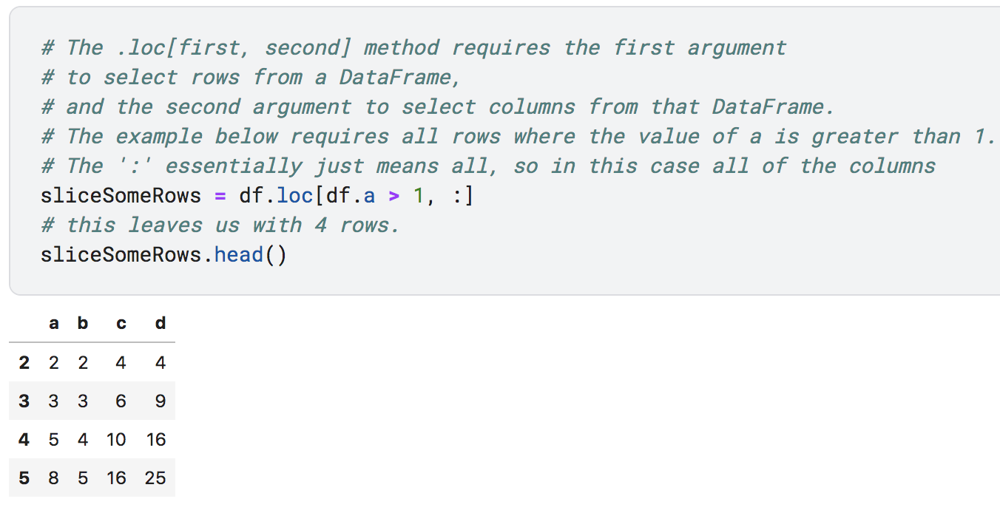 # The .loc[first, second] method requires the first argument
# to select rows from a DataFrame,
# and the second argument to select columns from that DataFrame.
# The example below requires all rows where the value of a is greater than 1.
# The ':' essentially just means all, so in this case all of the columns
sliceSomeRows = df.loc[df.a > 1, :]
# this leaves us with 4 rows.
sliceSomeRows.head()
a b c d
2 2 2 4 4
3 3 3 6 9
4 5 4 10 16
5 8 5 16 25